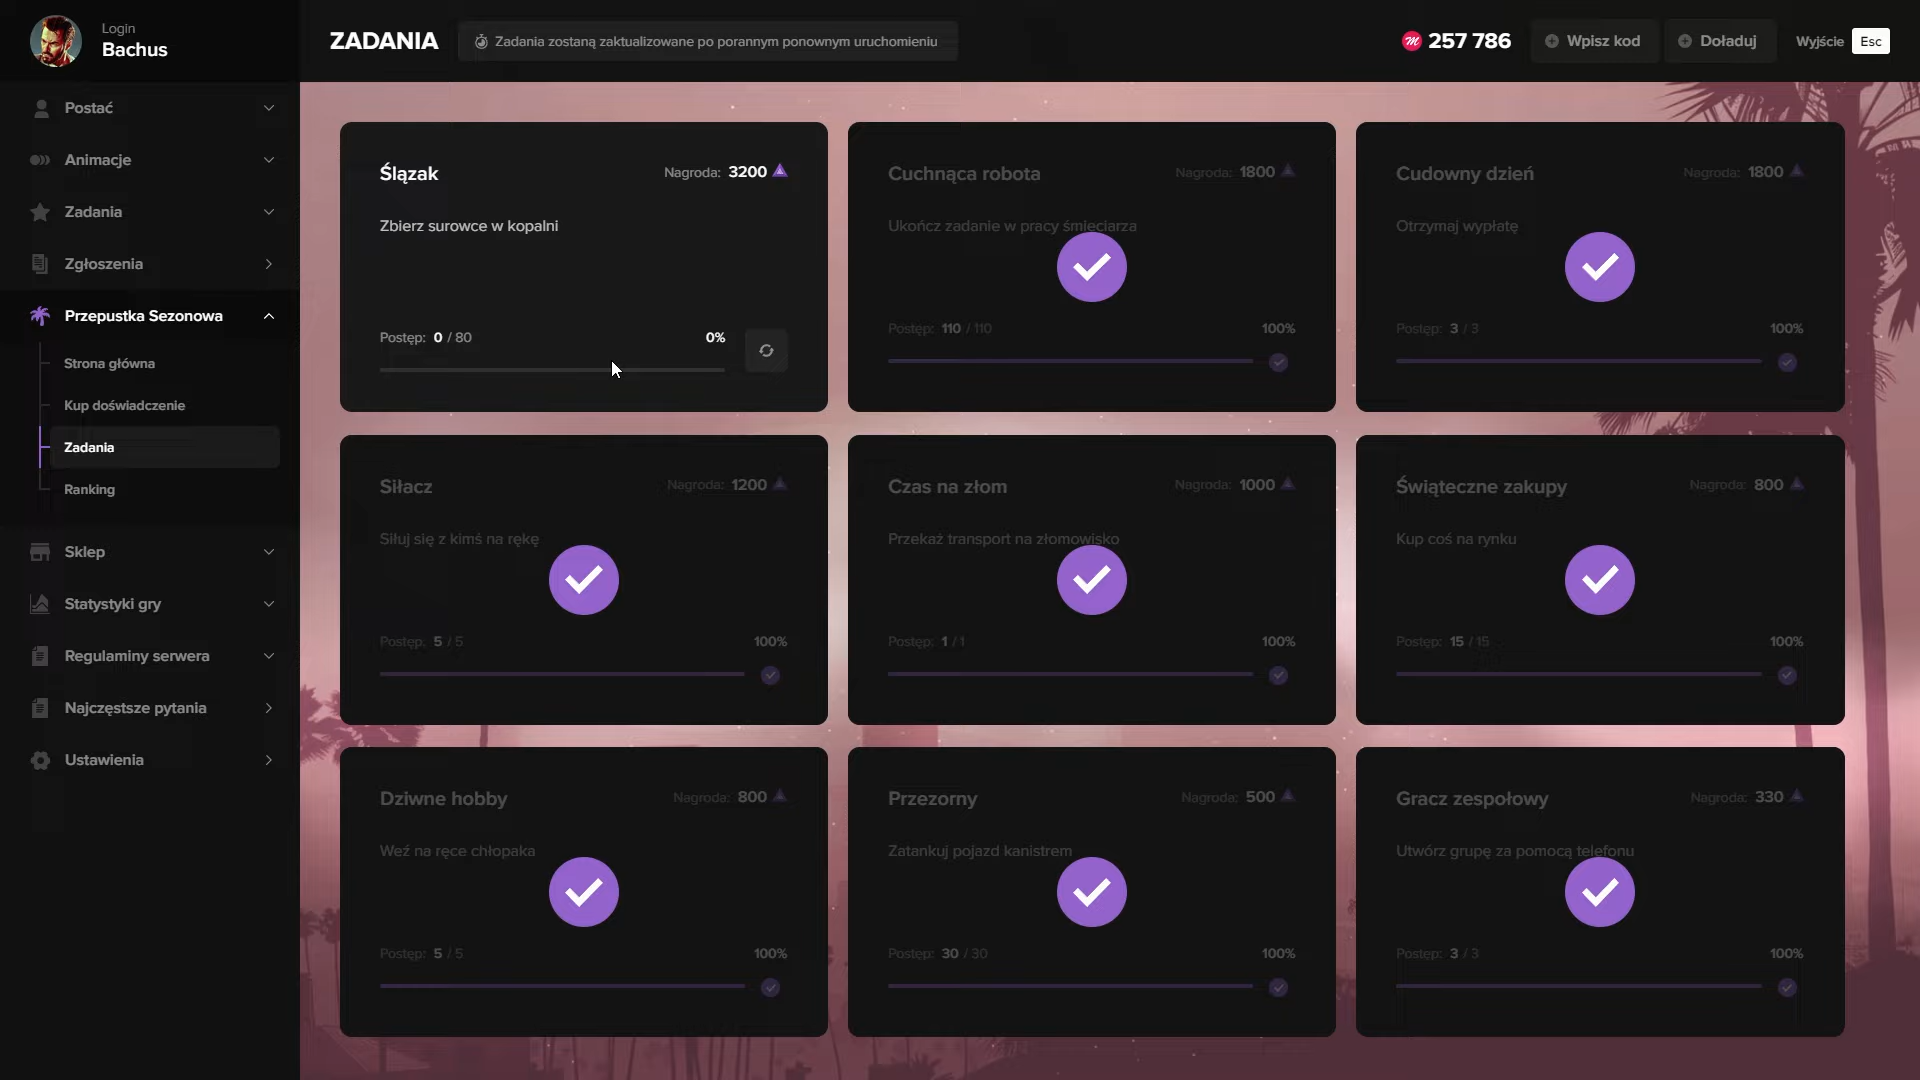 Login
Bachus
ZADANIA
Zadania zostaną zaktualizowane po porannym ponownym uruchomieniu
257 786
Wpisz kod
Doładuj
Wyjście
Esc
Postać
Animacje
Zadania
Zgłoszenia
Przepustka Sezonowa
Strona główna
Kup doświadczenie
Zadania
Ranking
Sklep
Statystyki gry
Regulaminy serwera
Najczęstsze pytania
Ustawienia
Ślązak
Nagroda: 3200
Zbierz surowce w kopalni
Postęp: 0 / 80
0%
Cuchnąca robota
Nagroda: 1800
Ukończ zadanie w pracy śmieciarza
Postęp: 110 / 110
100%
Cudowny dzień
Nagroda: 1800
Otrzymaj wypłatę
Postęp: 3 / 3
100%
Siłacz
Nagroda: 1200
Siłuj się z kimś na rękę
Postęp: 5 / 5
100%
Czas na złom
Nagroda: 1000
Przekaż transport na złomowisko
Postęp: 1 / 1
100%
Świąteczne zakupy
Nagroda: 800
Kup coś na rynku
Postęp: 15 / 15
100%
Dziwne hobby
Nagroda: 800
Weź na ręce chłopaka
Postęp: 5 / 5
100%
Przezorny
Nagroda: 500
Zatankuj pojazd kanistrem
Postęp: 30 / 30
100%
Gracz zespołowy
Nagroda: 330
Utwórz grupę za pomocą telefonu
Postęp: 3 / 3
100%